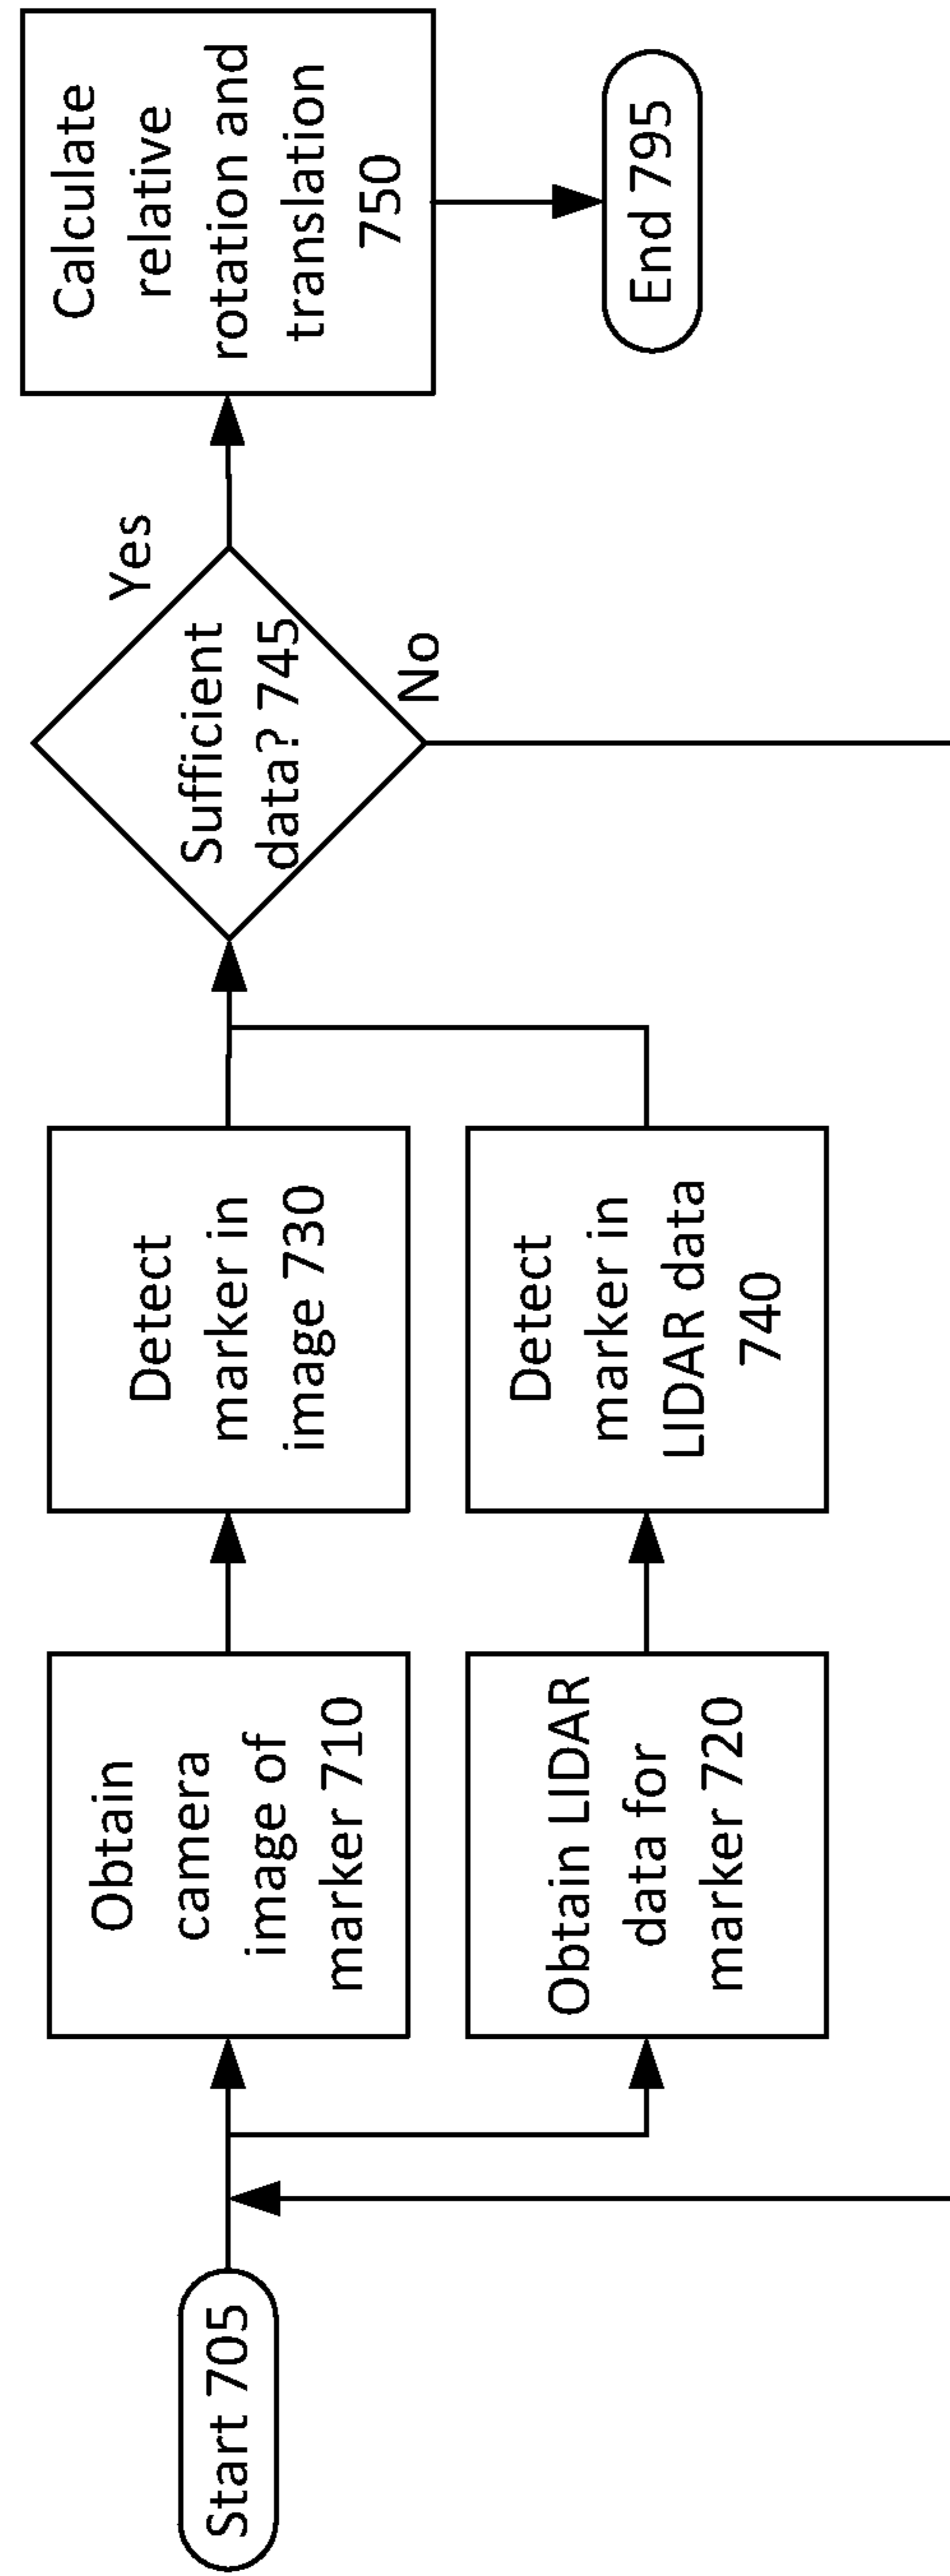 Start 705
Obtain
camera
image of
marker 710
Obtain LIDAR
data for
marker 720
Detect
marker in
image 730
Detect
marker in
LIDAR data
740
Sufficient
data? 745
Yes
No
Calculate
relative
rotation and
translation
750
End 795